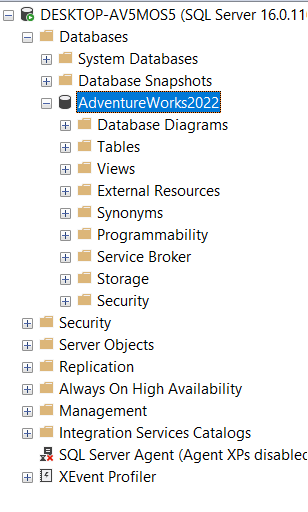 DESKTOP-AV5MOS5 (SQL Server 16.0.11
Databases
System Databases
Database Snapshots
AdventureWorks2022
Database Diagrams
Tables
Views
External Resources
Synonyms
Programmability
Service Broker
Storage
Security
Security
Server Objects
Replication
Always On High Availability
Management
Integration Services Catalogs
SQL Server Agent (Agent XPs disabled
XEvent Profiler